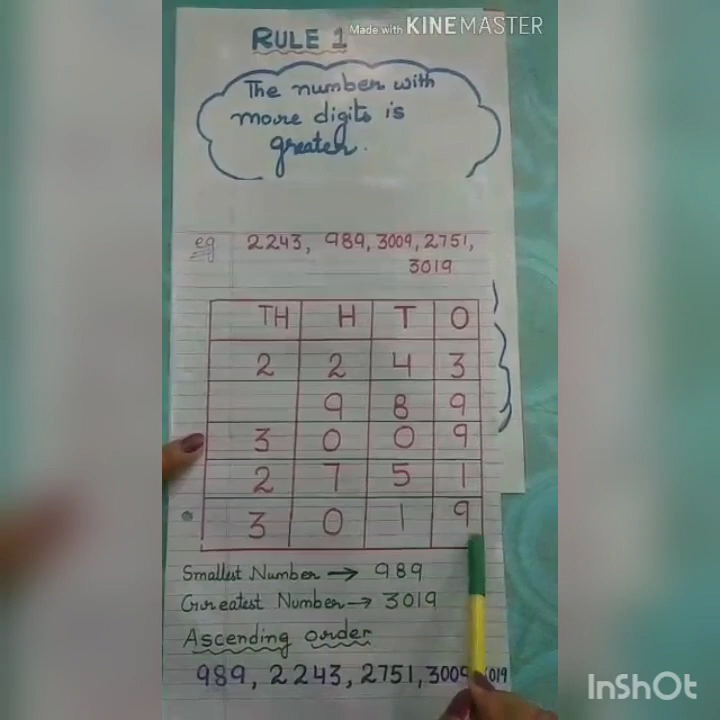 Made with KINEMASTER
RULE 1
The number with
more digits is
greater.
eg 2243, 989, 3009, 2751,
3019
TH H T O
2 2 4 3
9 8 9
3 0 0 9
2 7 5 1
3 0 1 9
Smallest Number → 989
Greatest Number → 3019
Ascending order
989, 2243, 2751, 3009 019
InShOt